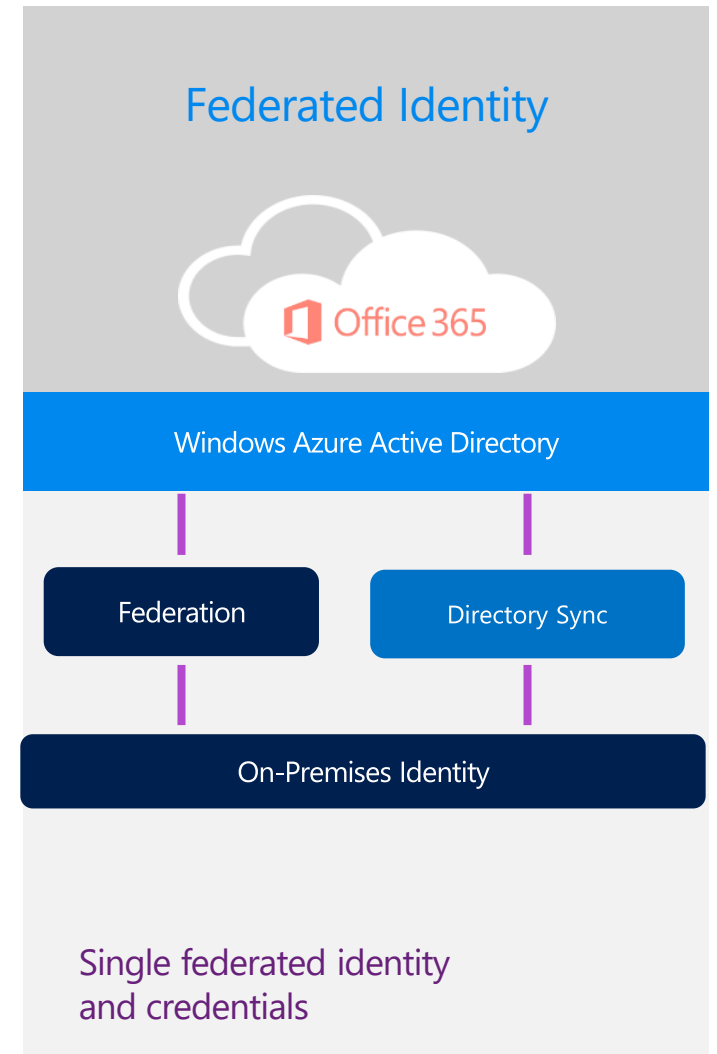 Federated Identity
Office 365
Windows Azure Active Directory
Federation
Directory Sync
On-Premises Identity
Single federated identity
and credentials